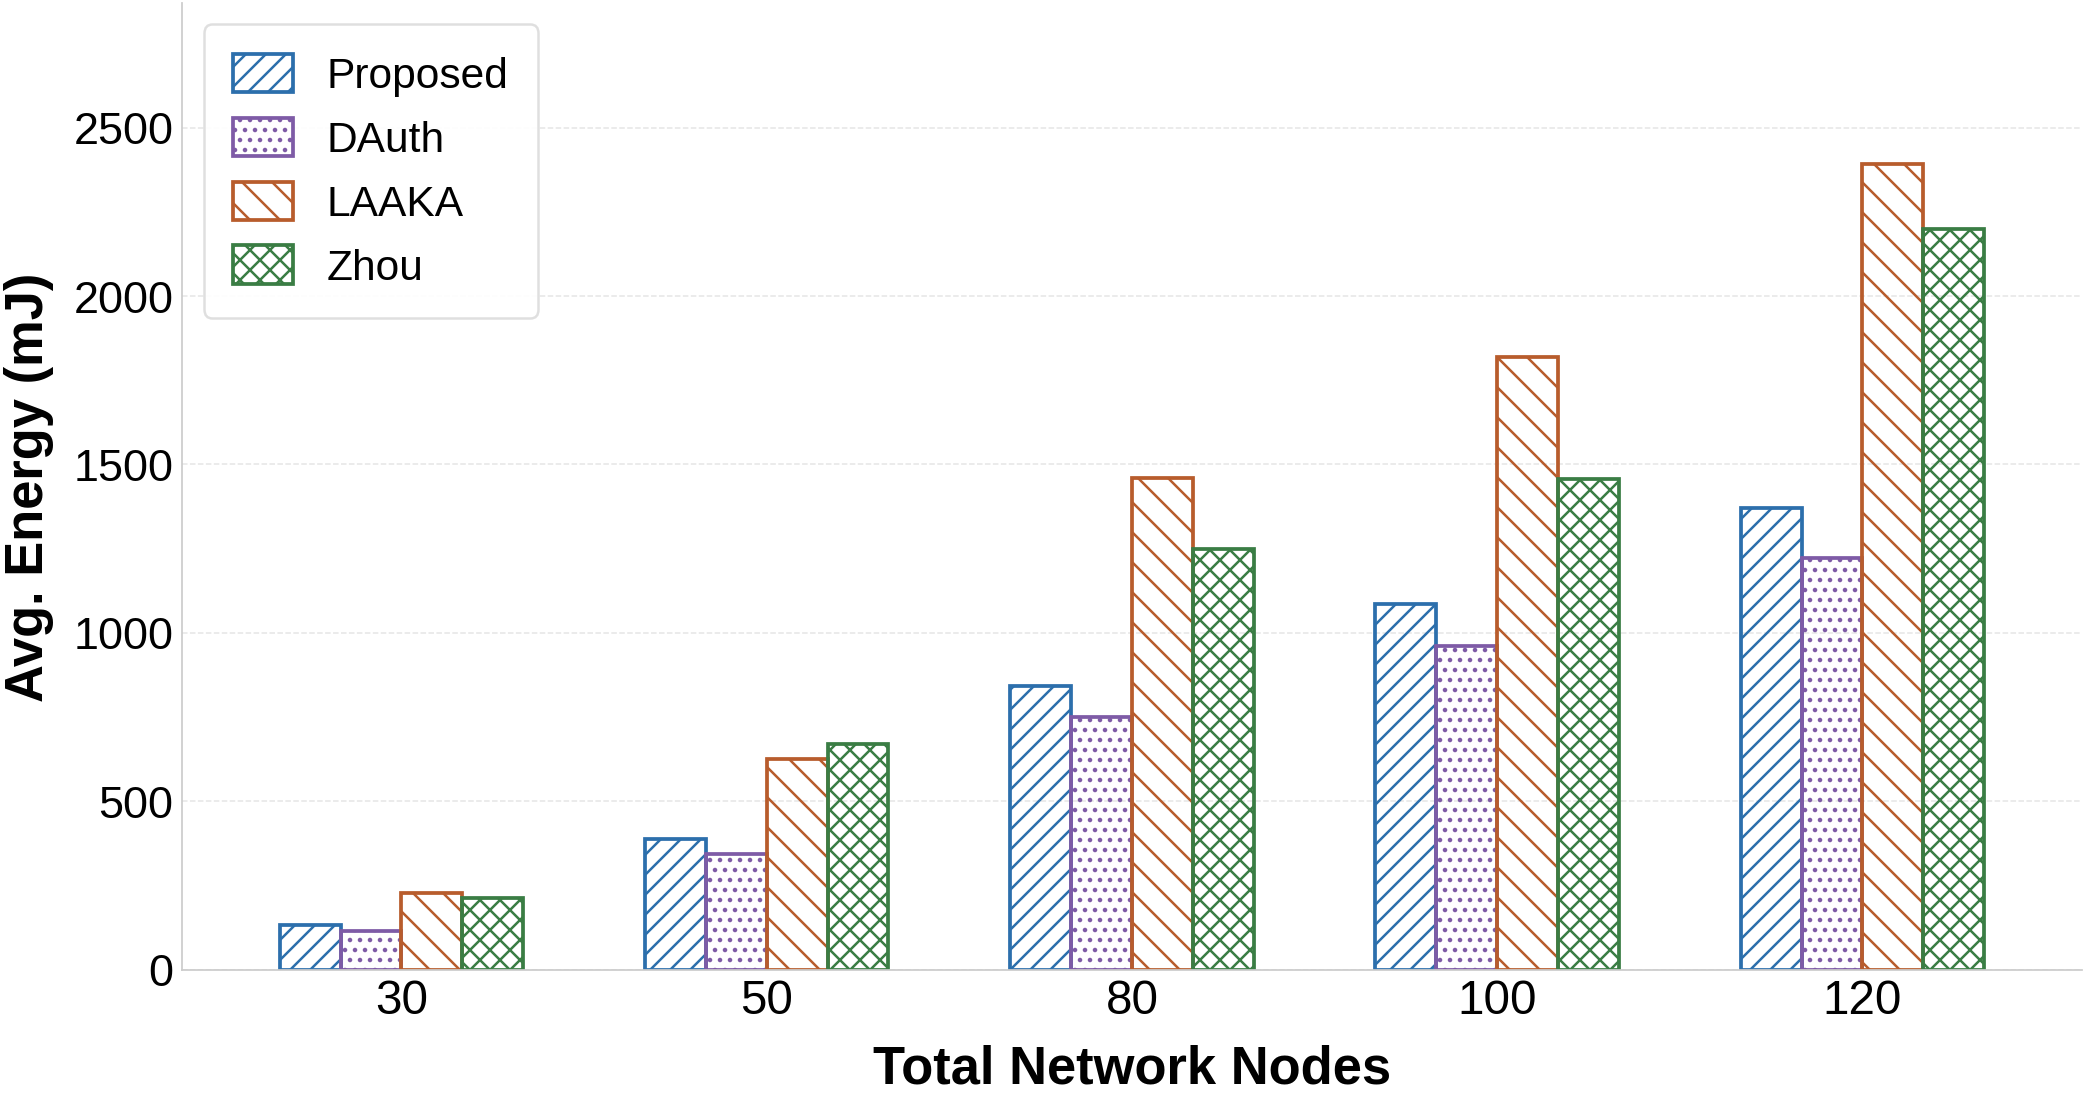 Proposed
DAuth
LAAKA
Zhou
Avg. Energy (mJ)
2500
2000
1500
1000
500
0
30 50 80 100 120
Total Network Nodes